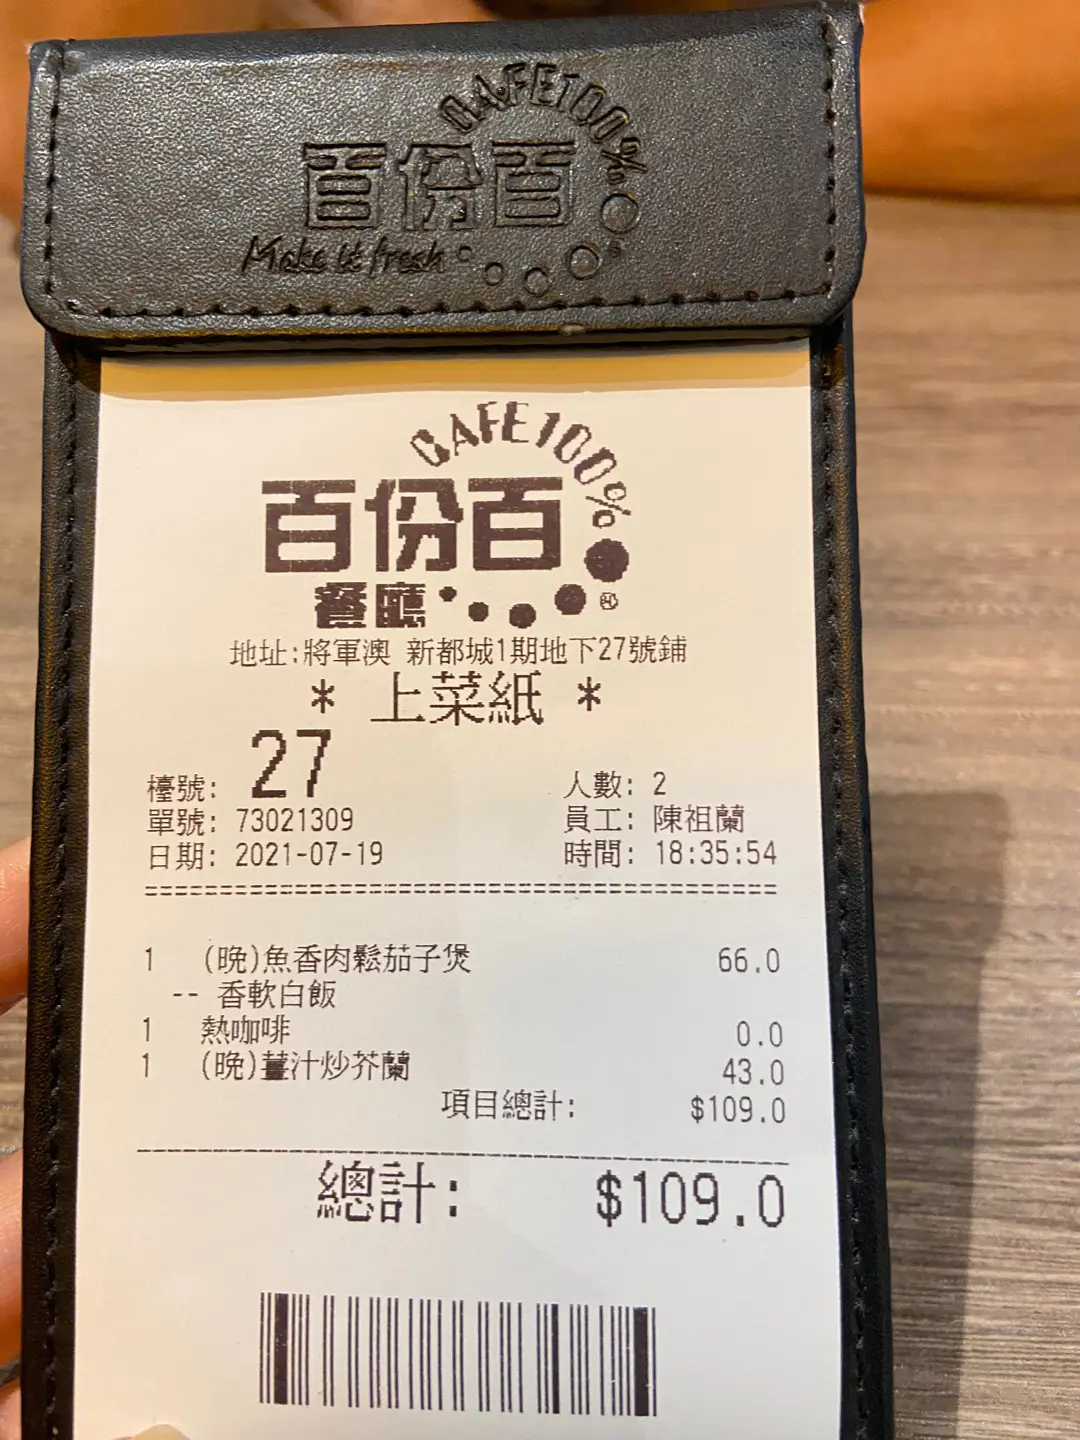 CAFE100%
百份百
Make it fresh
CAFE100%
百份百
餐廳
地址:將軍澳 新都城1期地下27號鋪
* 上菜紙 *
檯號: 27 人數: 2
單號: 73021309 員工: 陳祖蘭
日期: 2021-07-19 時間: 18:35:54
1 (晚)魚香肉鬆茄子煲 66.0
-- 香軟白飯
1 熱咖啡 0.0
1 (晚)薑汁炒芥蘭 43.0
項目總計: $109.0
總計: $109.0